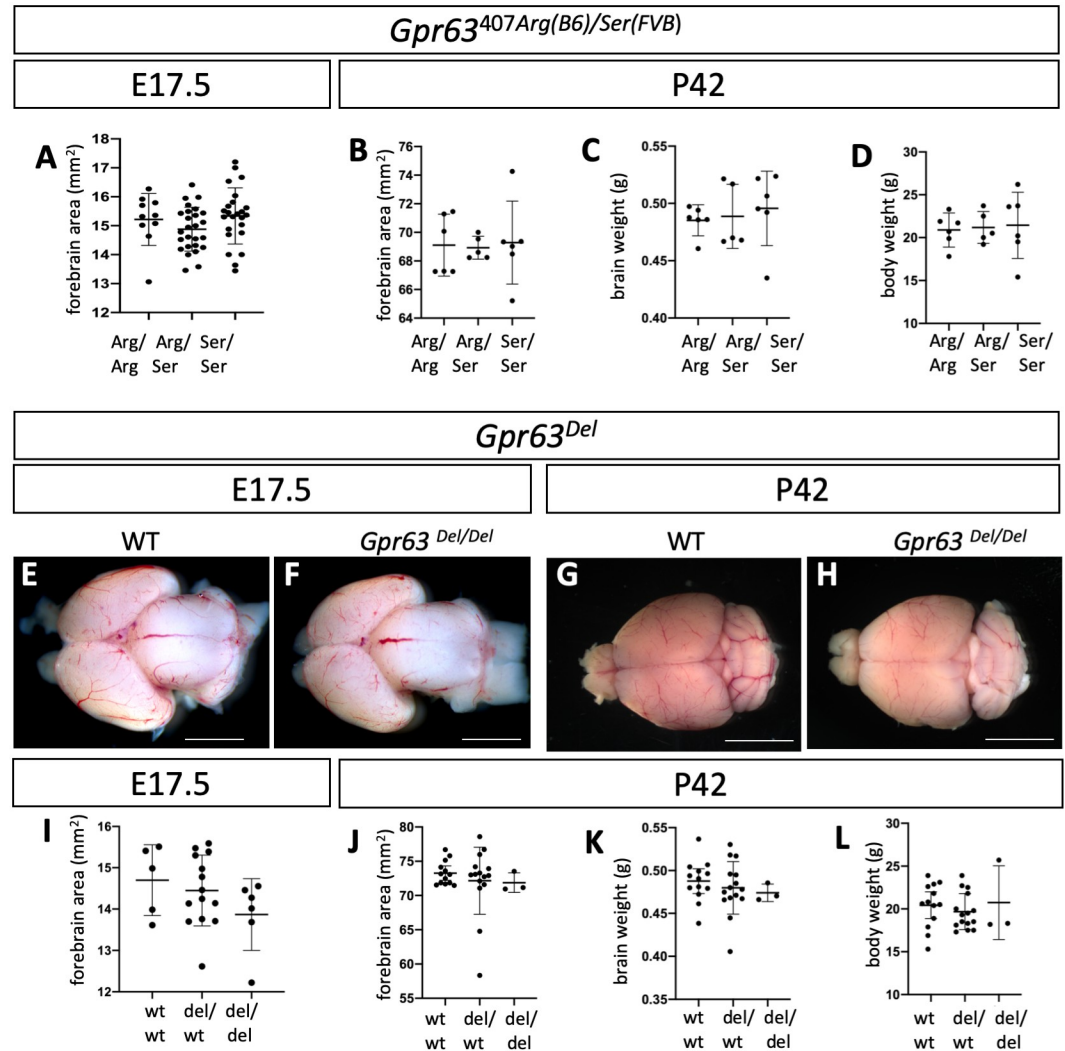 Gpr63407Arg(B6)/Ser(FVB)
E17.5
P42
A
forebrain area (mm2)
18
17
16
15
14
13
12
Arg/ Arg/ Ser/
Arg Ser Ser
B
forebrain area (mm2)
76
74
72
70
68
66
64
Arg/ Arg/ Ser/
Arg Ser Ser
C
brain weight (g)
0.55
0.50
0.45
0.40
Arg/ Arg/ Ser/
Arg Ser Ser
D
body weight (g)
30
25
20
15
10
Arg/ Arg/ Ser/
Arg Ser Ser
Gpr63Del
E17.5
P42
WT
Gpr63 Del/Del
WT
Gpr63 Del/Del
E
F
G
H
E17.5
P42
I
forebrain area (mm2)
16
15
14
13
12
wt del/ del/
wt wt del
J
forebrain area (mm2)
80
75
70
65
60
55
wt del/ del/
wt wt del
K
brain weight (g)
0.55
0.50
0.45
0.40
0.35
wt del/ del/
wt wt del
L
body weight (g)
30
25
20
15
10
wt del/ del/
wt wt del